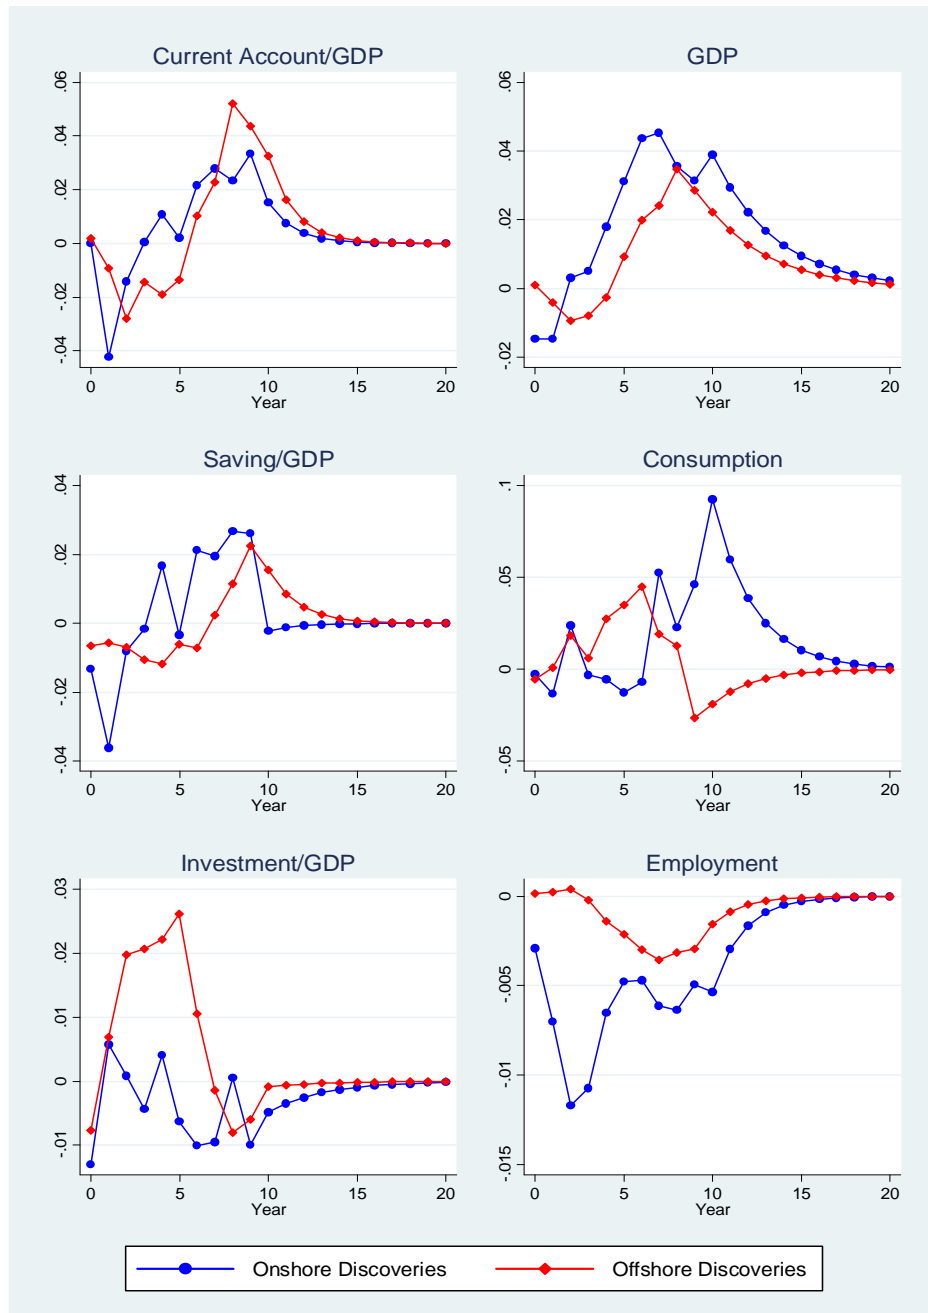 Current Account/GDP
.06
.04
.02
0
-.02
-.04
0 5 10 15 20
Year
GDP
.06
.04
.02
0
-.02
0 5 10 15 20
Year
Saving/GDP
.04
.02
0
-.02
-.04
0 5 10 15 20
Year
Consumption
.1
.05
0
-.05
0 5 10 15 20
Year
Investment/GDP
.03
.02
.01
0
-.01
0 5 10 15 20
Year
Employment
0
-.005
-.01
-.015
0 5 10 15 20
Year
Onshore Discoveries Offshore Discoveries